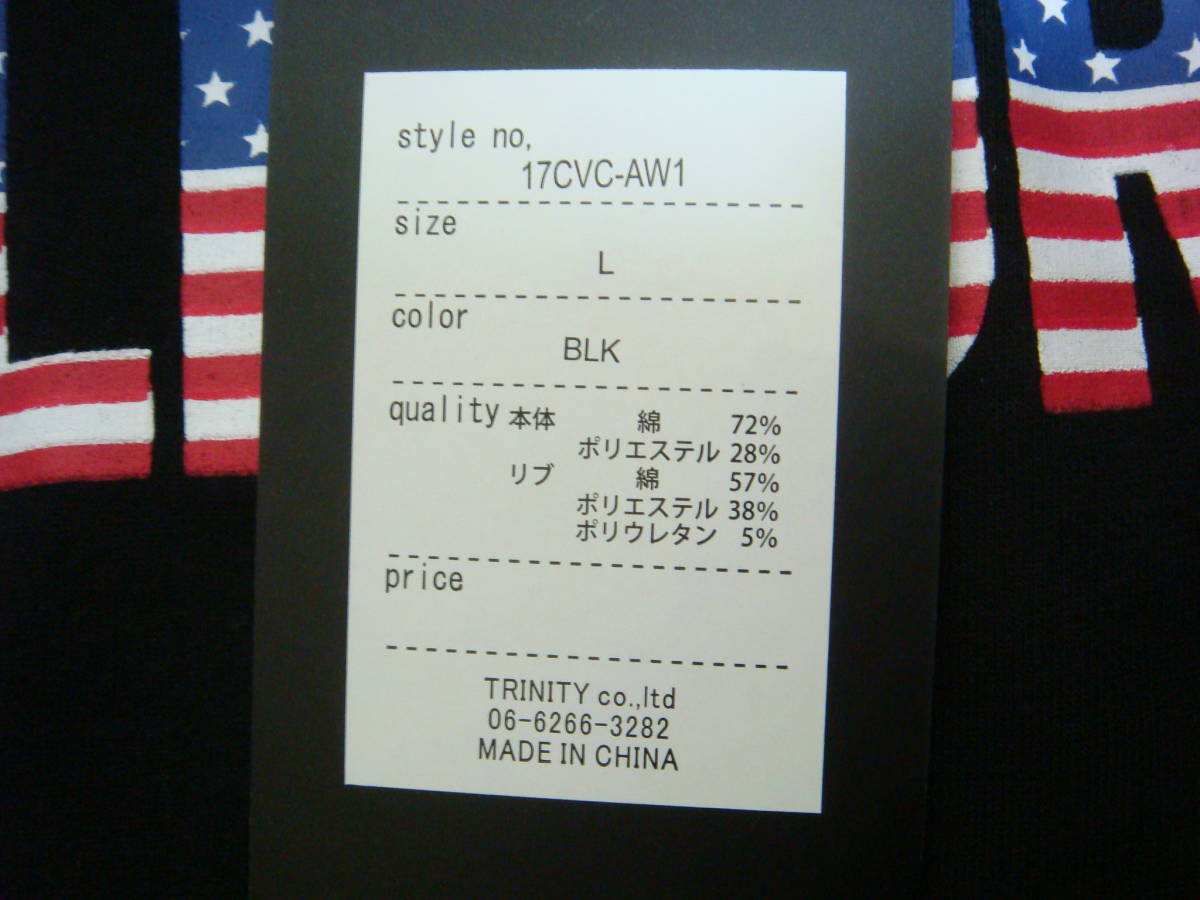 style no,
17CVC-AW1
size
L
color
BLK
quality 本体 綿 72%
ポリエステル 28%
リブ 綿 57%
ポリエステル 38%
ポリウレタン 5%
price
TRINITY co.,ltd
06-6266-3282
MADE IN CHINA